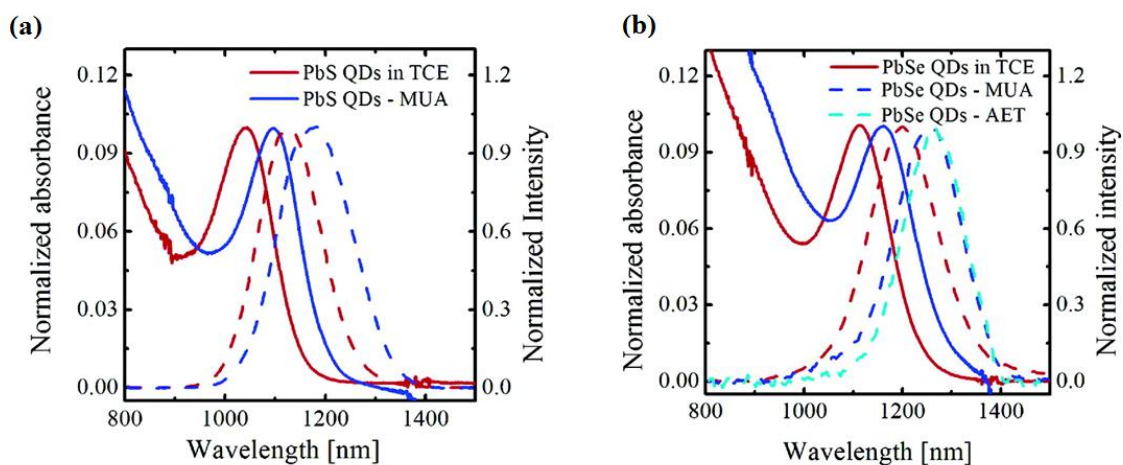 (a)
0.12
0.09
0.06
0.03
0.00
Normalized absorbance
PbS QDs in TCE
PbS QDs - MUA
1.2
0.9
0.6
0.3
0.0
Normalized Intensity
800 1000 1200 1400
Wavelength [nm]
(b)
0.12
0.09
0.06
0.03
0.00
Normalized absorbance
PbSe QDs in TCE
PbSe QDs - MUA
PbSe QDs - AET
1.2
0.9
0.6
0.3
0.0
Normalized intensity
800 1000 1200 1400
Wavelength [nm]